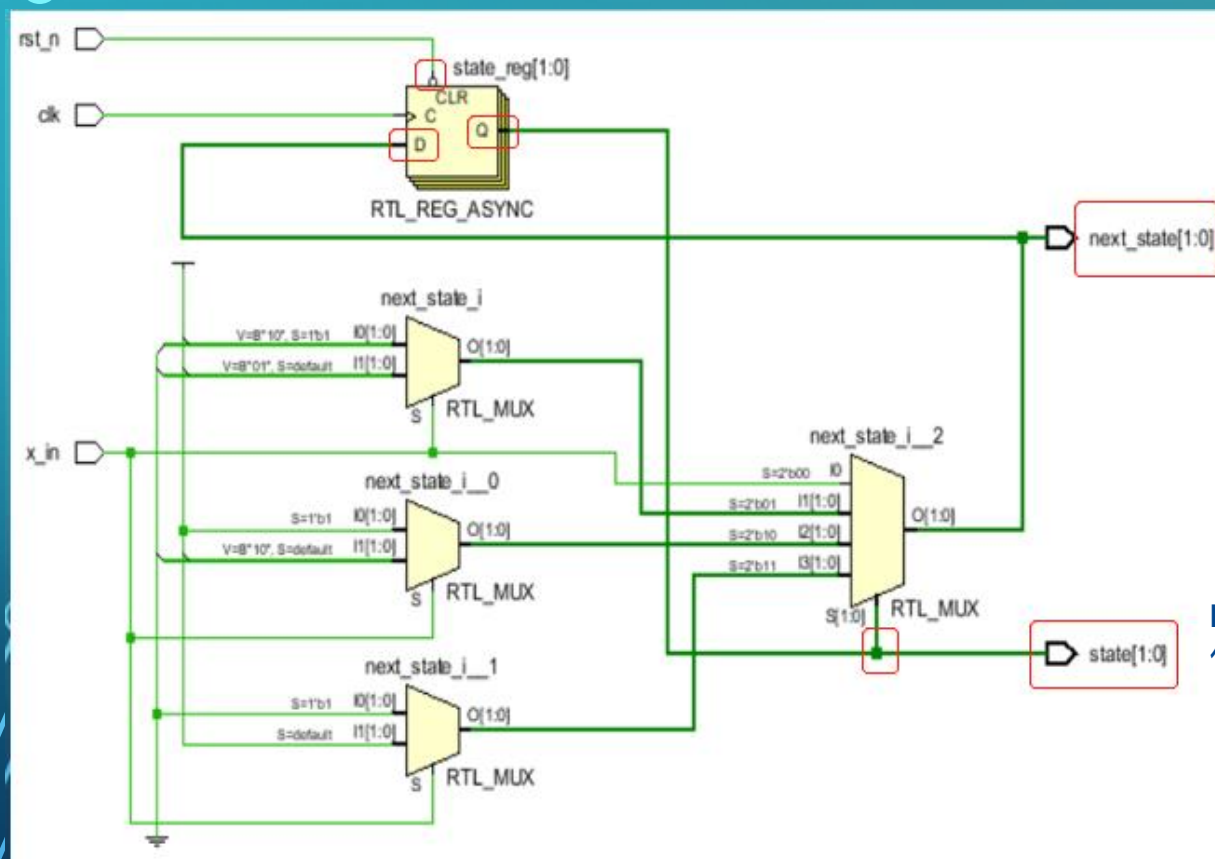 rst_n
state_reg[1:0]
CLR
clk
C
Q
D
RTL_REG_ASYNC
next_state[1:0]
next_state_i
V=B"10", S=1'b1 I0[1:0]
O[1:0]
V=B"01", S=default I1[1:0]
S RTL_MUX
x_in
next_state_i__2
S=2'b00 I0
next_state_i__0
S=2'b01 I1[1:0]
S=1'b1 I0[1:0]
O[1:0]
O[1:0]
S=2'b10 I2[1:0]
V=B"10", S=default I1[1:0]
S=2'b11 I3[1:0]
S RTL_MUX
S[1:0] RTL_MUX
state[1:0]
next_state_i__1
S=1'b1 I0[1:0]
O[1:0]
S=default I1[1:0]
S RTL_MUX